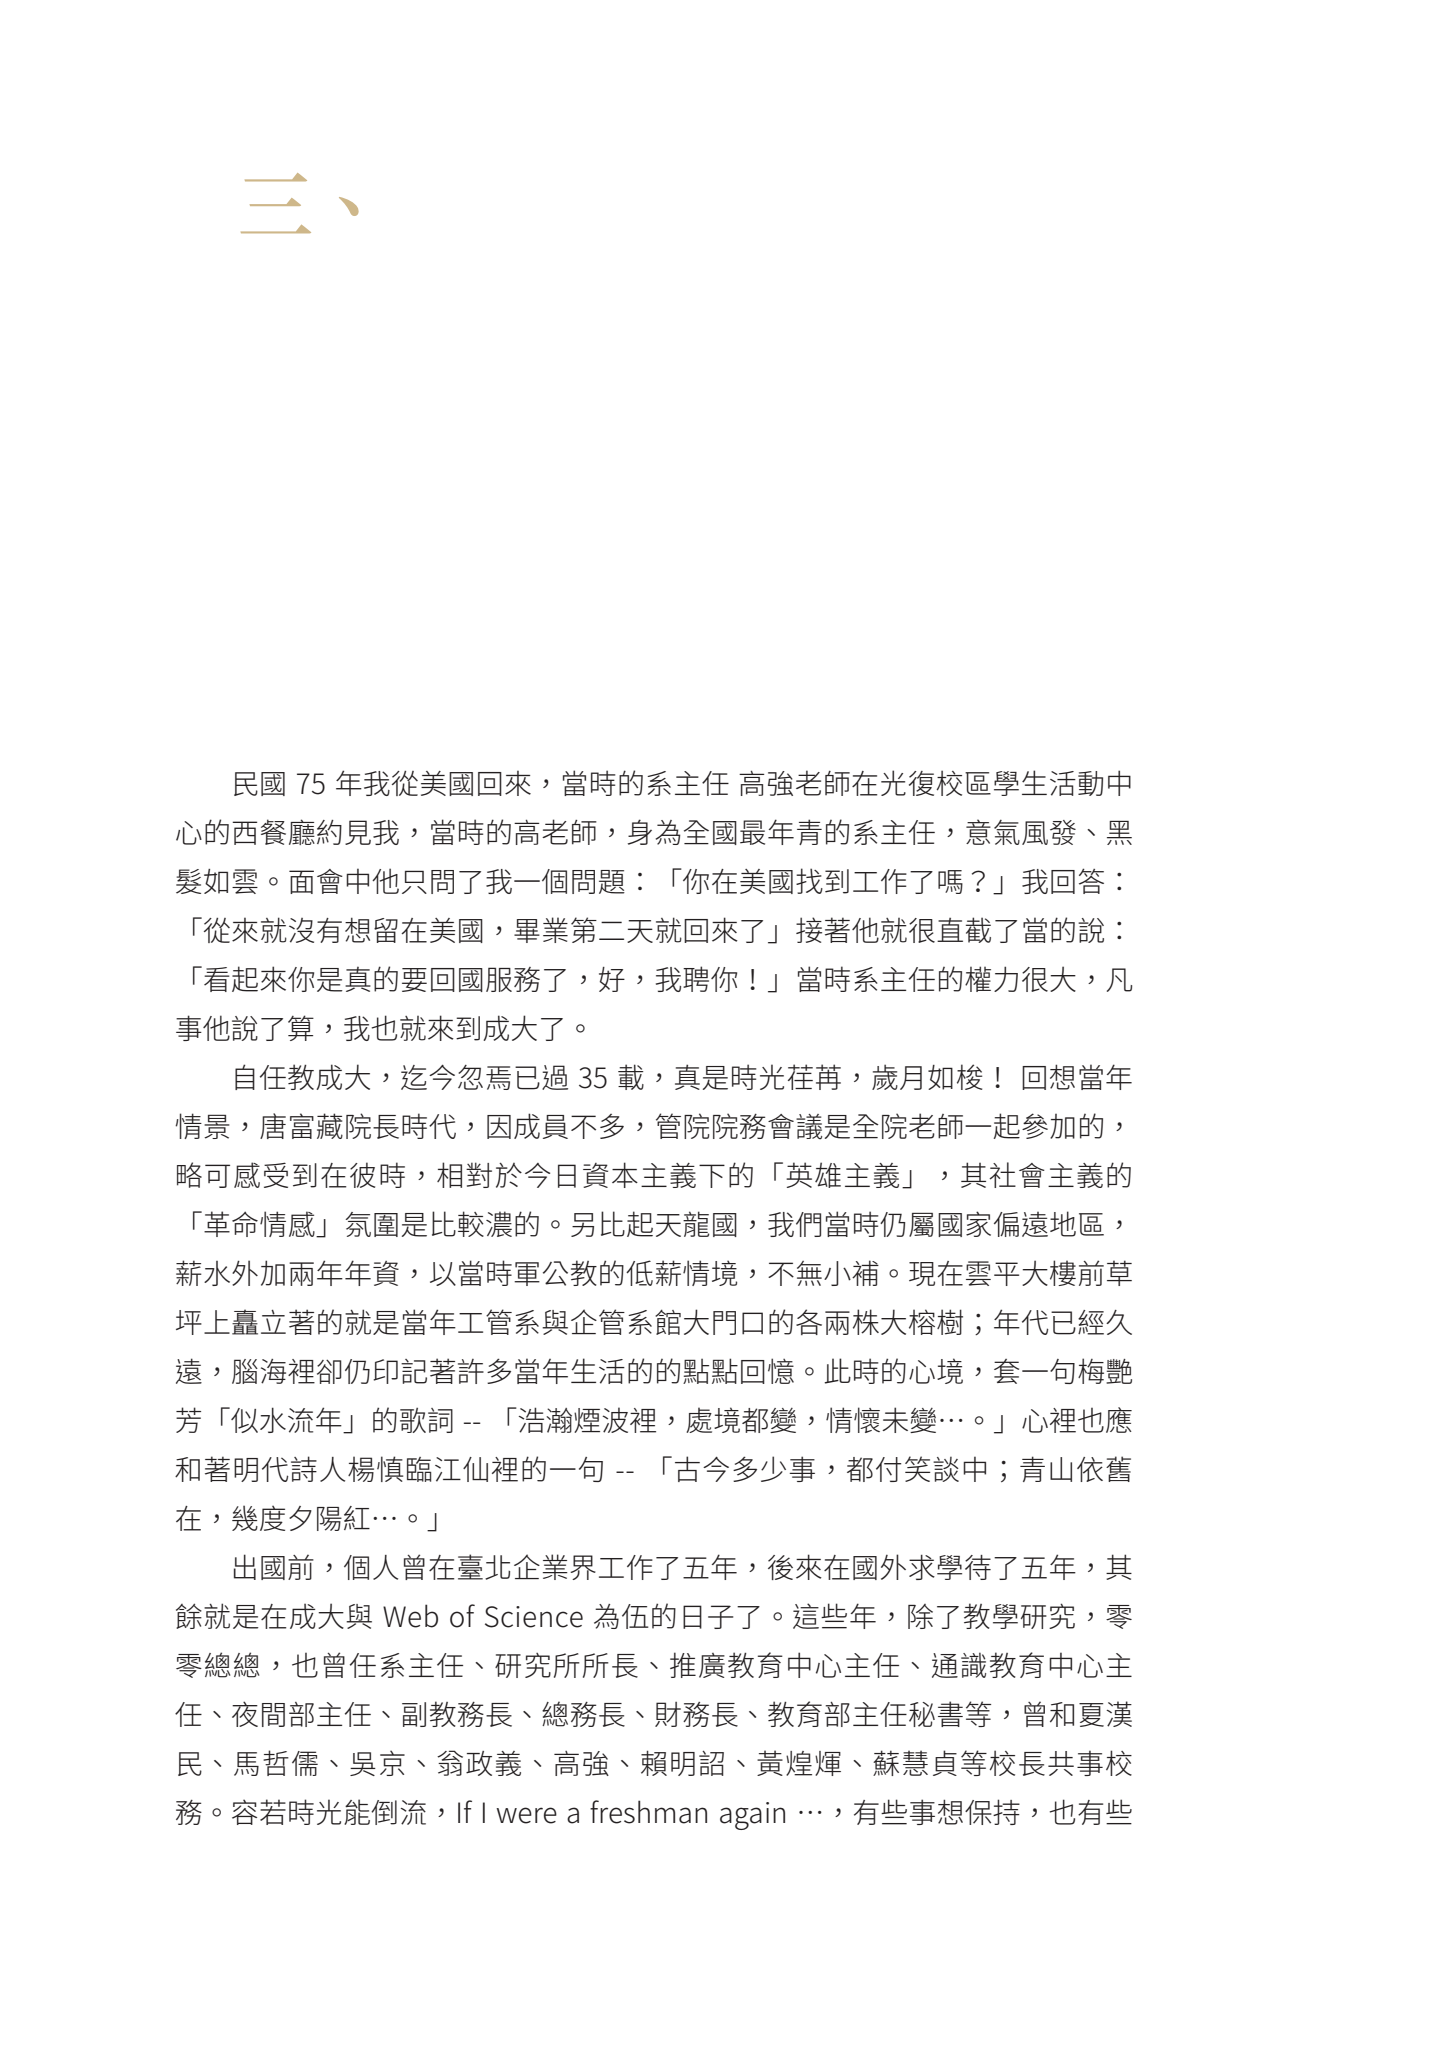 三、
民國 75 年我從美國回來，當時的系主任 高強老師在光復校區學生活動中
心的西餐廳約見我，當時的高老師，身為全國最年青的系主任，意氣風發、黑
髮如雲。面會中他只問了我一個問題：「你在美國找到工作了嗎？」我回答：
「從來就沒有想留在美國，畢業第二天就回來了」接著他就很直截了當的說：
「看起來你是真的要回國服務了，好，我聘你！」當時系主任的權力很大，凡
事他說了算，我也就來到成大了。
自任教成大，迄今忽焉已過 35 載，真是時光荏苒，歲月如梭！ 回想當年
情景，唐富藏院長時代，因成員不多，管院院務會議是全院老師一起參加的，
略可感受到在彼時，相對於今日資本主義下的「英雄主義」，其社會主義的
「革命情感」氛圍是比較濃的。另比起天龍國，我們當時仍屬國家偏遠地區，
薪水外加兩年年資，以當時軍公教的低薪情境，不無小補。現在雲平大樓前草
坪上矗立著的就是當年工管系與企管系館大門口的各兩株大榕樹；年代已經久
遠，腦海裡卻仍印記著許多當年生活的的點點回憶。此時的心境，套一句梅艷
芳「似水流年」的歌詞 -- 「浩瀚煙波裡，處境都變，情懷未變…。」心裡也應
和著明代詩人楊慎臨江仙裡的一句 -- 「古今多少事，都付笑談中；青山依舊
在，幾度夕陽紅…。」
出國前，個人曾在臺北企業界工作了五年，後來在國外求學待了五年，其
餘就是在成大與 Web of Science 為伍的日子了。這些年，除了教學研究，零
零總總，也曾任系主任、研究所所長、推廣教育中心主任、通識教育中心主
任、夜間部主任、副教務長、總務長、財務長、教育部主任秘書等，曾和夏漢
民、馬哲儒、吳京、翁政義、高強、賴明詔、黃煌煇、蘇慧貞等校長共事校
務。容若時光能倒流，If I were a freshman again …，有些事想保持，也有些